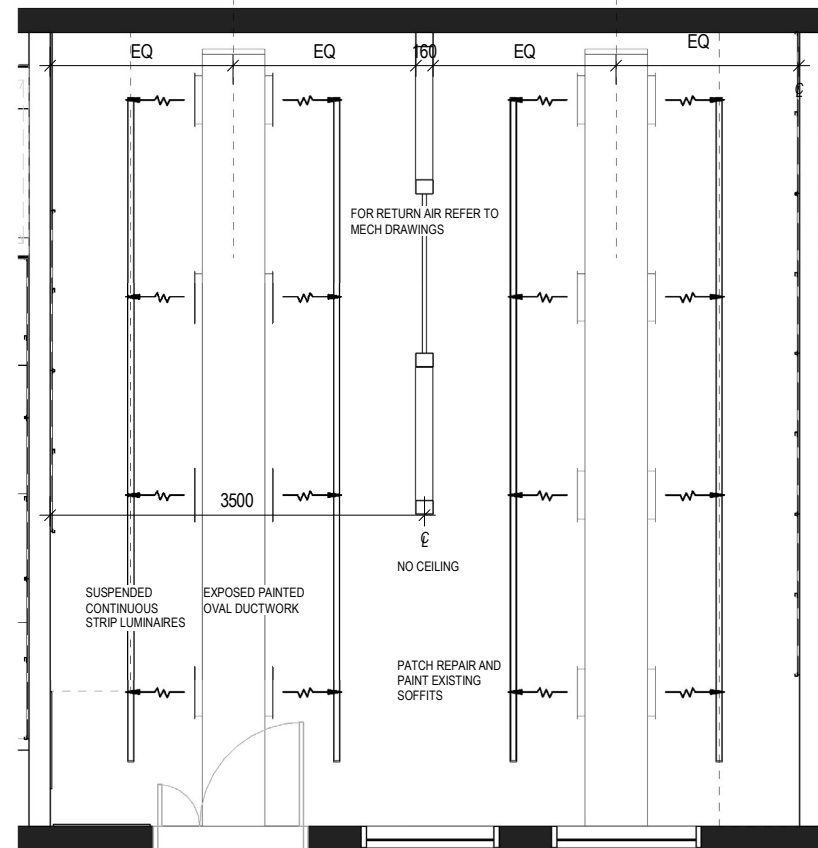 EQ
EQ
160
EQ
EQ
℄
FOR RETURN AIR REFER TO
MECH DRAWINGS
3500
℄
NO CEILING
SUSPENDED
CONTINUOUS
STRIP LUMINAIRES
EXPOSED PAINTED
OVAL DUCTWORK
PATCH REPAIR AND
PAINT EXISTING
SOFFITS